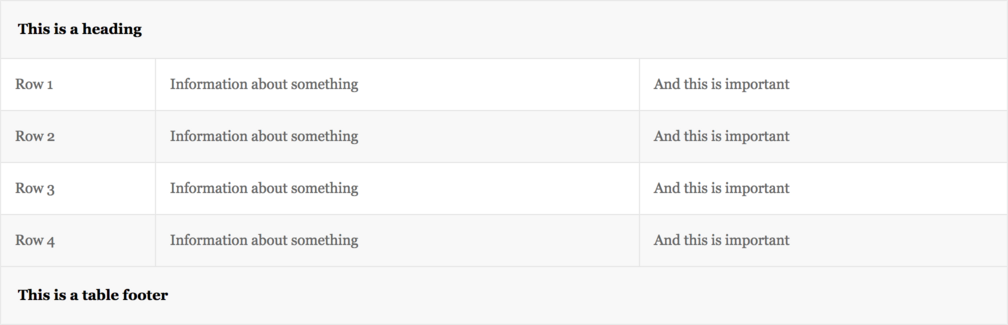 This is a heading
Row 1 Information about something And this is important
Row 2 Information about something And this is important
Row 3 Information about something And this is important
Row 4 Information about something And this is important
This is a table footer